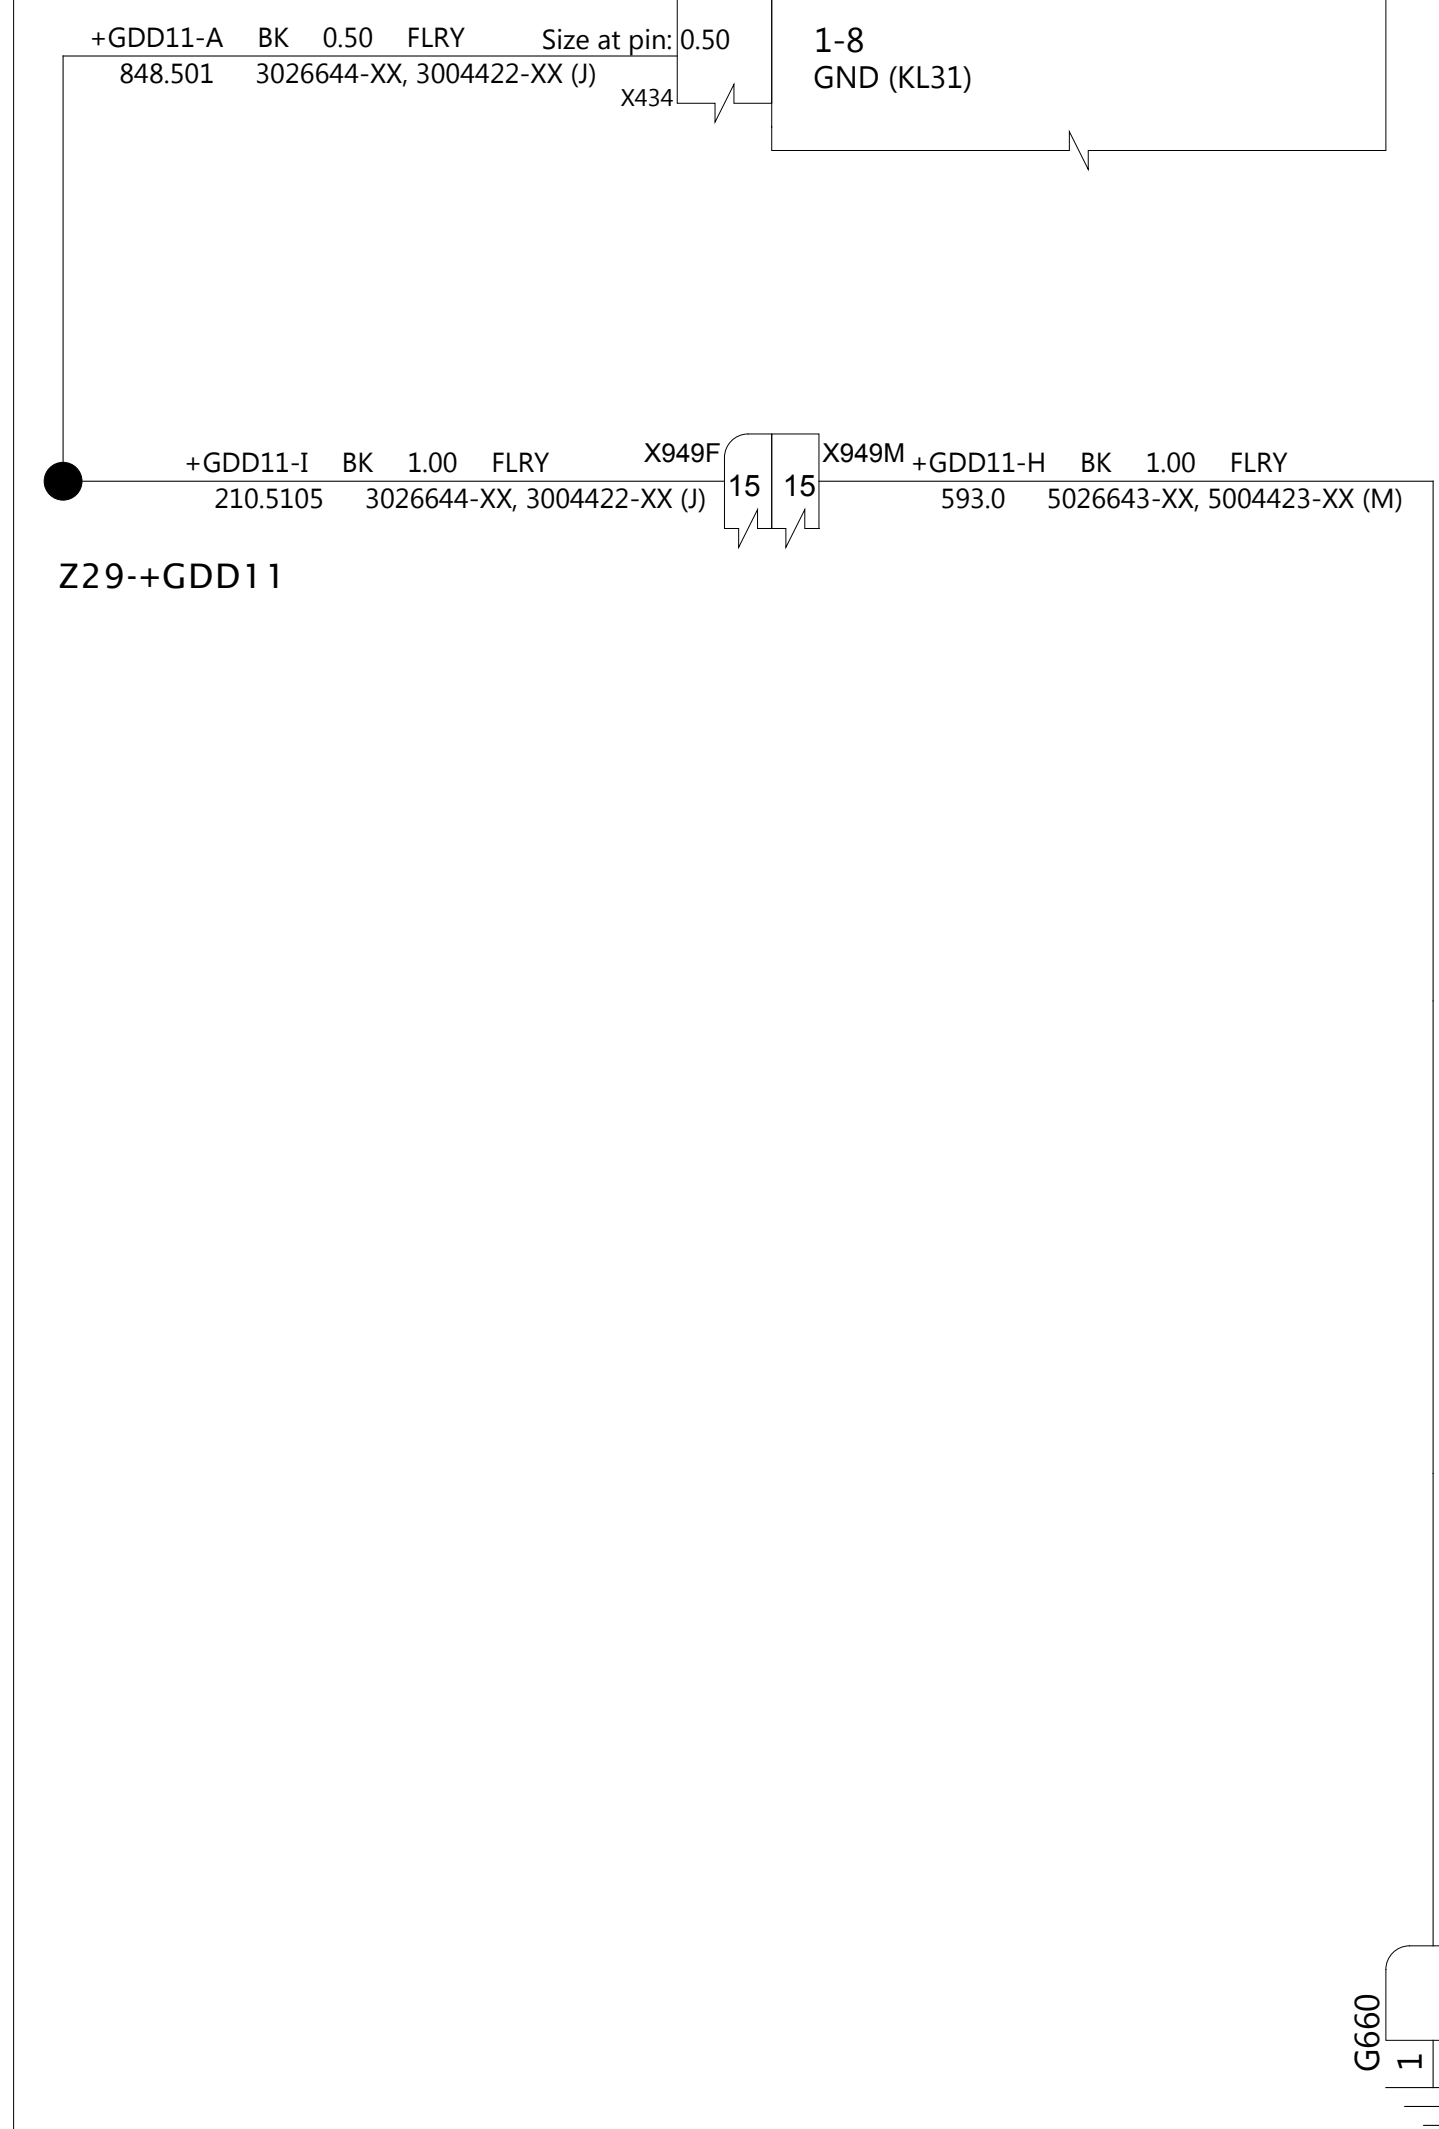 +GDD11-A BK 0.50 FLRY Size at pin: 0.50
848.501 3026644-XX, 3004422-XX (J)
X434
1-8
GND (KL31)
+GDD11-I BK 1.00 FLRY
210.5105 3026644-XX, 3004422-XX (J)
X949F
15
15
X949M
+GDD11-H BK 1.00 FLRY
593.0 5026643-XX, 5004423-XX (M)
Z29-+GDD11
G660
1